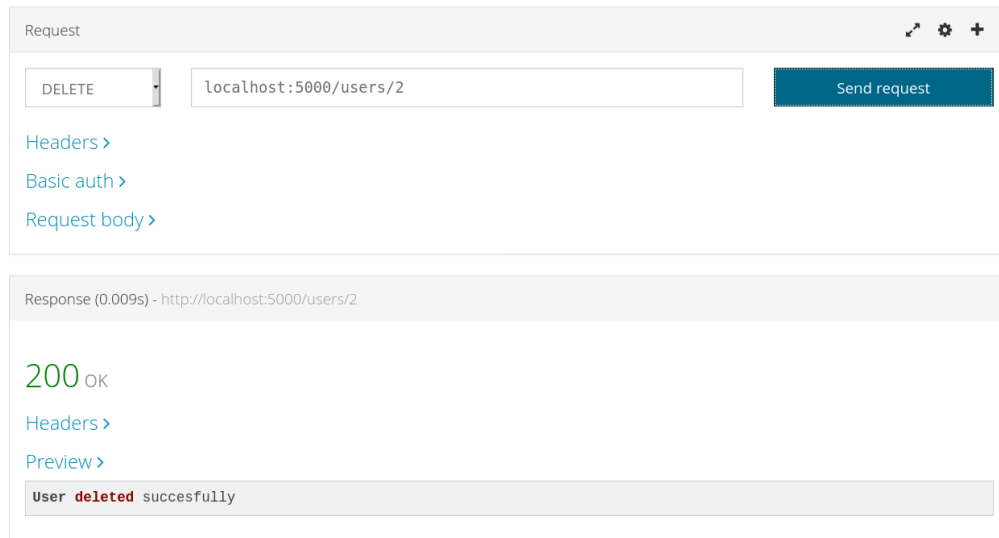 Request
DELETE localhost:5000/users/2 Send request
Headers
Basic auth
Request body
Response (0.009s) - http://localhost:5000/users/2
200 OK
Headers
Preview
User deleted succesfully